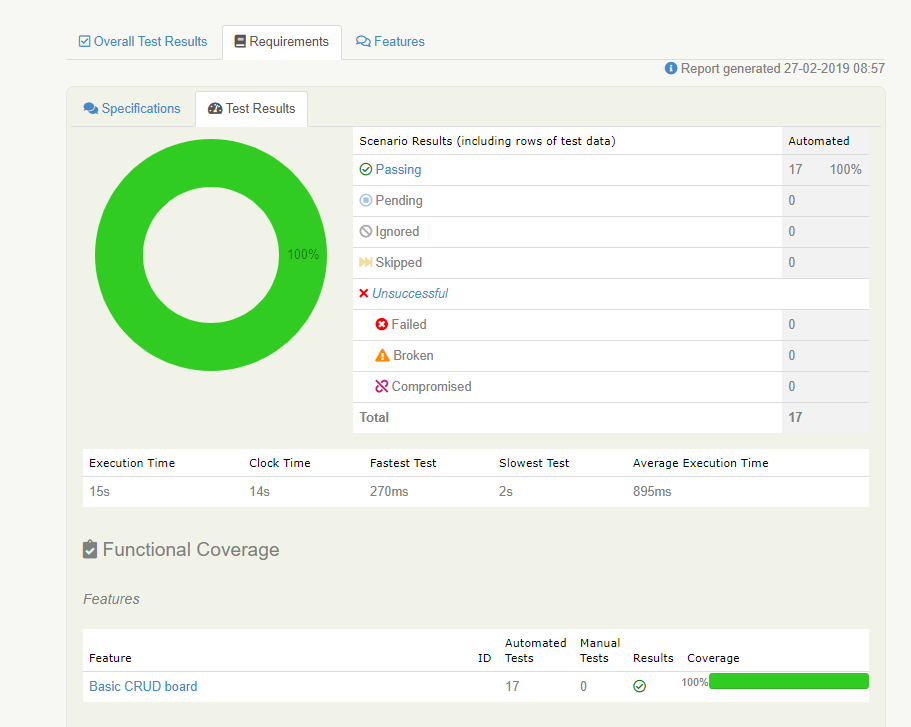 Overall Test Results Requirements Features
Report generated 27-02-2019 08:57
Specifications Test Results
Scenario Results (including rows of test data) Automated
Passing 17 100%
Pending 0
Ignored 0
100%
Skipped 0
Unsuccessful
Failed 0
Broken 0
Compromised 0
Total 17
Execution Time Clock Time Fastest Test Slowest Test Average Execution Time
15s 14s 270ms 2s 895ms
Functional Coverage
Features
Feature ID Automated Tests Manual Tests Results Coverage
Basic CRUD board 17 0 100%